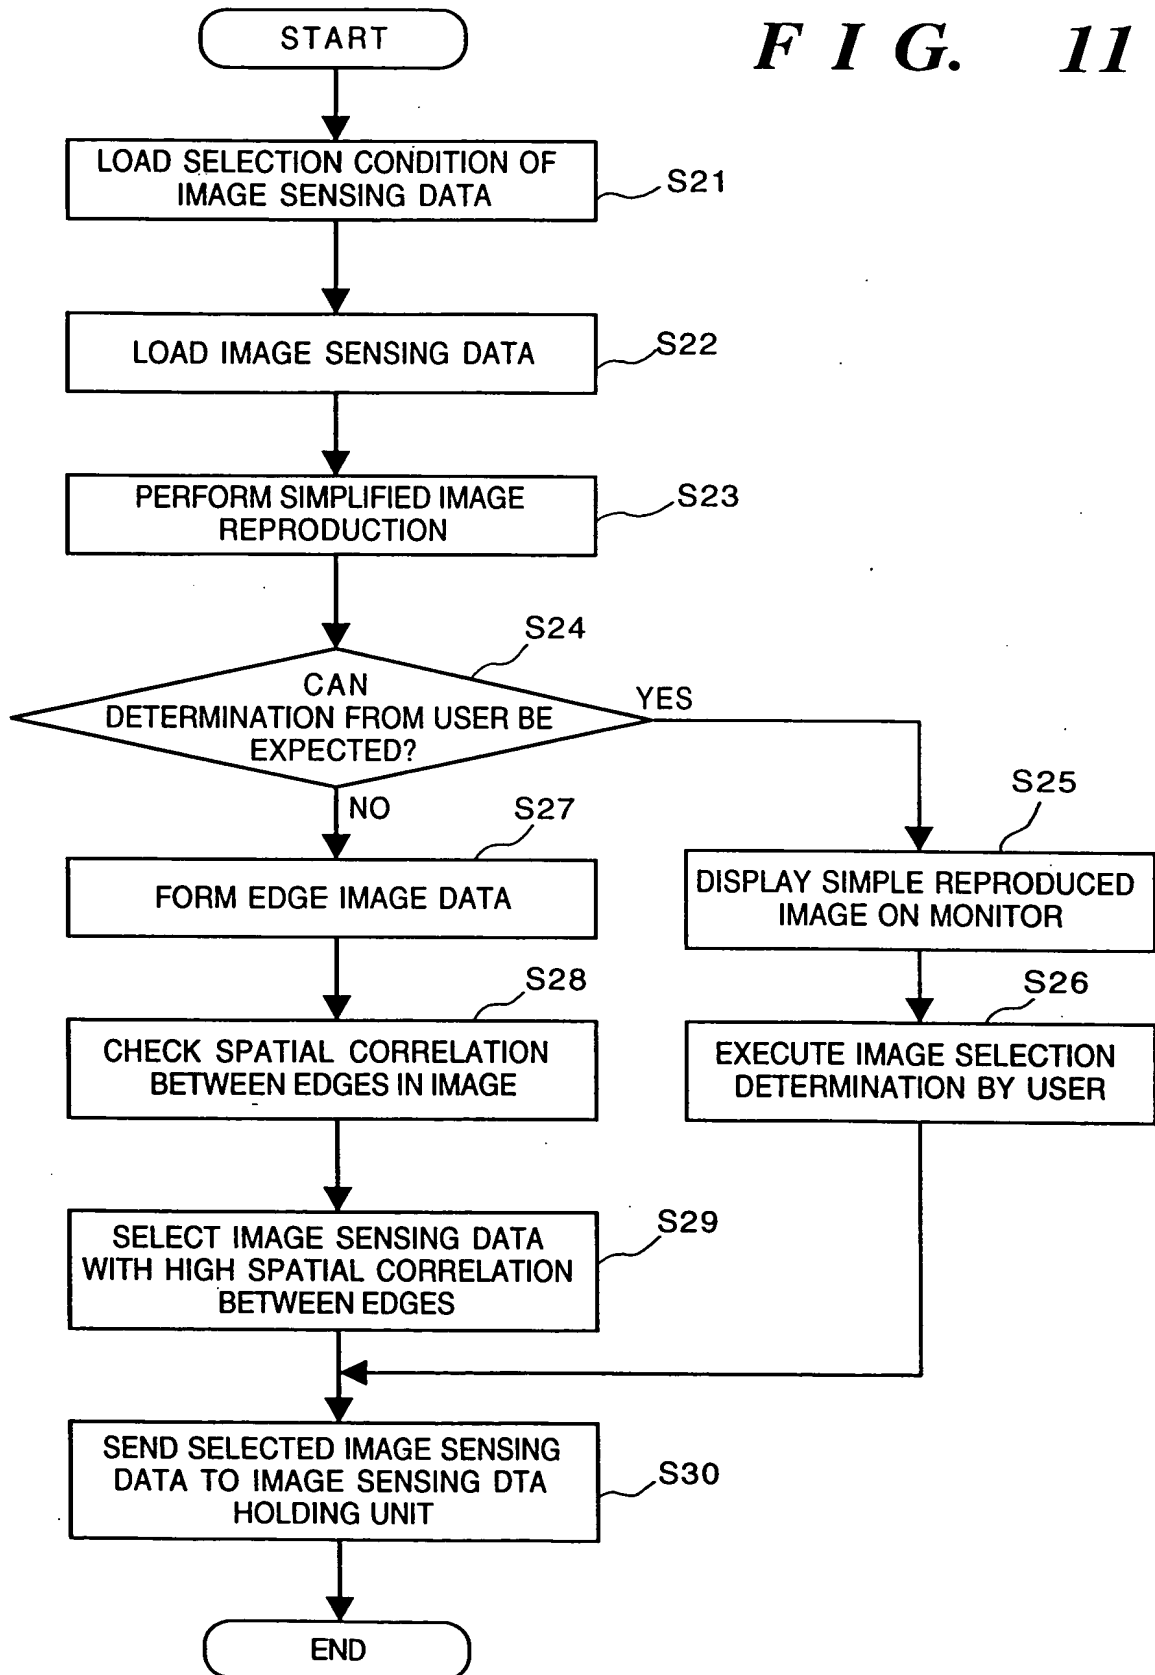 START
F I G. 11
LOAD SELECTION CONDITION OF
IMAGE SENSING DATA
S21
LOAD IMAGE SENSING DATA
S22
PERFORM SIMPLIFIED IMAGE
REPRODUCTION
S23
S24
CAN
DETERMINATION FROM USER BE
EXPECTED?
YES
NO
S27
FORM EDGE IMAGE DATA
S25
DISPLAY SIMPLE REPRODUCED
IMAGE ON MONITOR
S28
CHECK SPATIAL CORRELATION
BETWEEN EDGES IN IMAGE
S26
EXECUTE IMAGE SELECTION
DETERMINATION BY USER
S29
SELECT IMAGE SENSING DATA
WITH HIGH SPATIAL CORRELATION
BETWEEN EDGES
SEND SELECTED IMAGE SENSING
DATA TO IMAGE SENSING DTA
HOLDING UNIT
S30
END